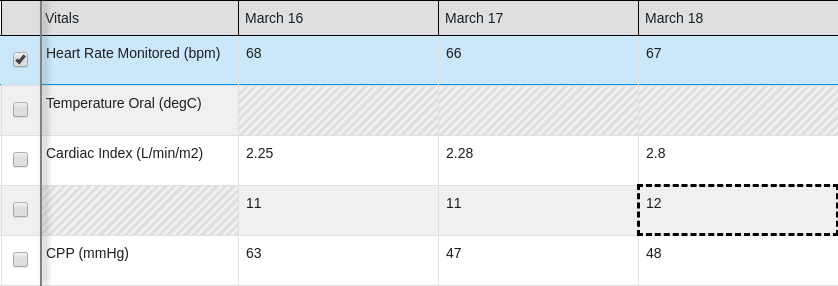 Vitals March 16 March 17 March 18
Heart Rate Monitored (bpm) 68 66 67
Temperature Oral (degC)
Cardiac Index (L/min/m2) 2.25 2.28 2.8
11 11 12
CPP (mmHg) 63 47 48